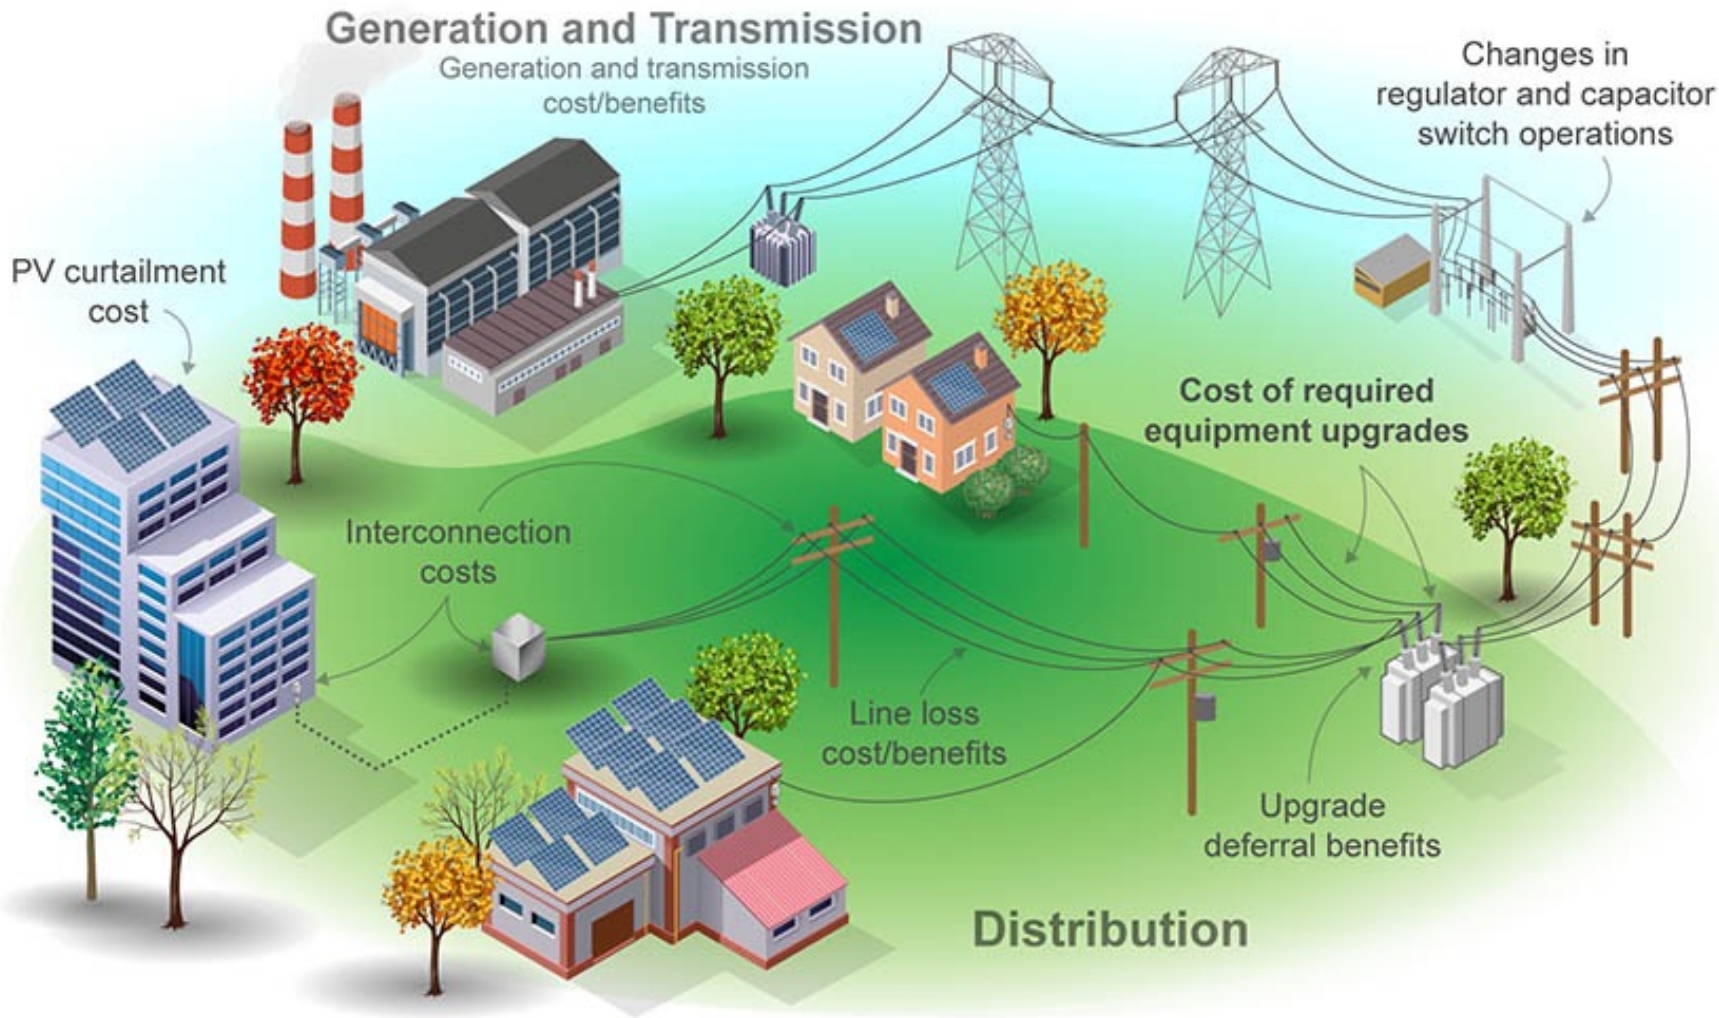 Generation and Transmission
Generation and transmission
cost/benefits
Changes in
regulator and capacitor
switch operations
PV curtailment
cost
Cost of required
equipment upgrades
Interconnection
costs
Line loss
cost/benefits
Upgrade
deferral benefits
Distribution